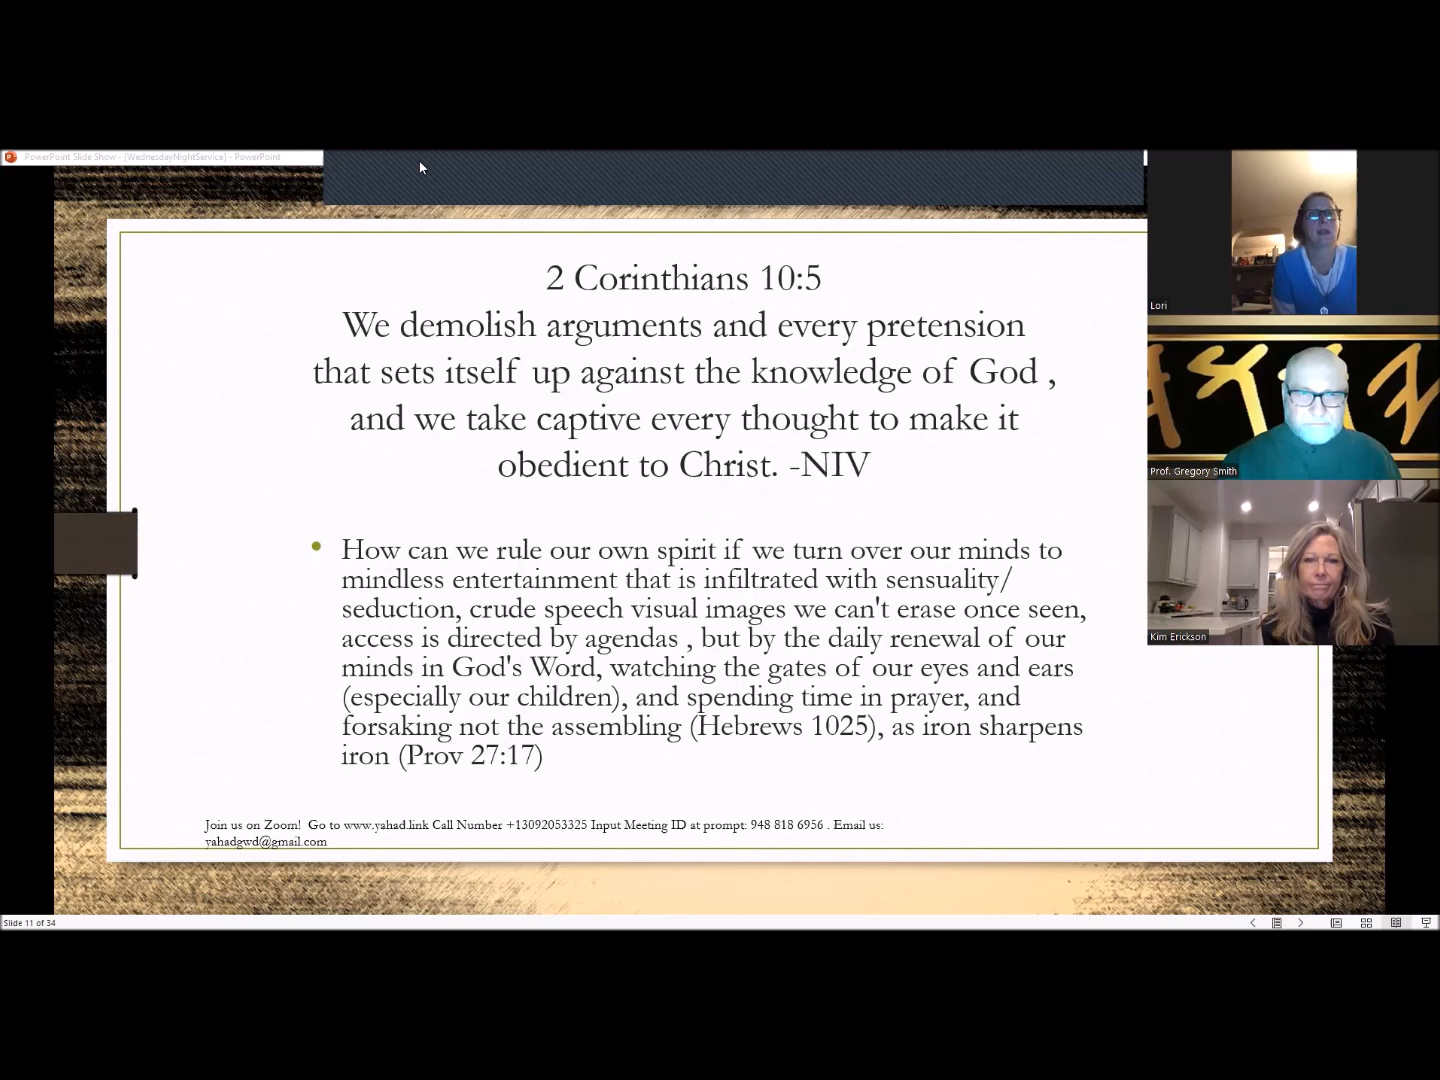 PowerPoint Slide Show - [WednesdayNightService] - PowerPoint
2 Corinthians 10:5
We demolish arguments and every pretension
that sets itself up against the knowledge of God ,
and we take captive every thought to make it
obedient to Christ. -NIV
How can we rule our own spirit if we turn over our minds to
mindless entertainment that is infiltrated with sensuality/
seduction, crude speech visual images we can't erase once seen,
access is directed by agendas , but by the daily renewal of our
minds in God's Word, watching the gates of our eyes and ears
(especially our children), and spending time in prayer, and
forsaking not the assembling (Hebrews 1025), as iron sharpens
iron (Prov 27:17)
Join us on Zoom! Go to www.yahad.link Call Number +13092053325 Input Meeting ID at prompt: 948 818 6956 . Email us:
yahadgwd@gmail.com
Lori
Prof. Gregory Smith
Kim Erickson
Slide 11 of 34